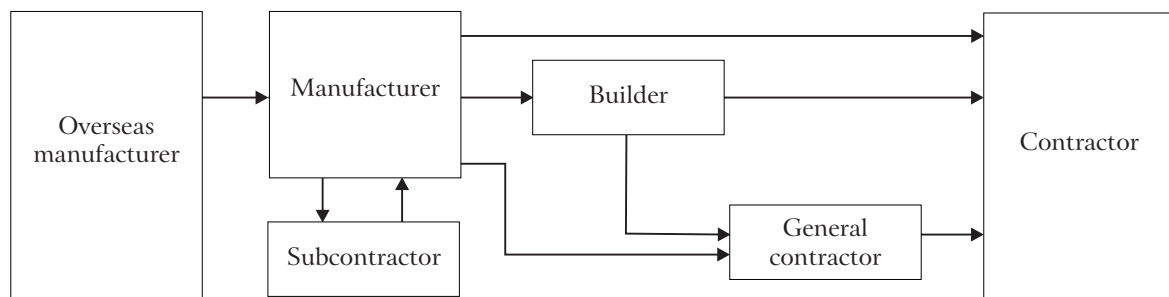 Overseas
manufacturer
Manufacturer
Subcontractor
Builder
General
contractor
Contractor